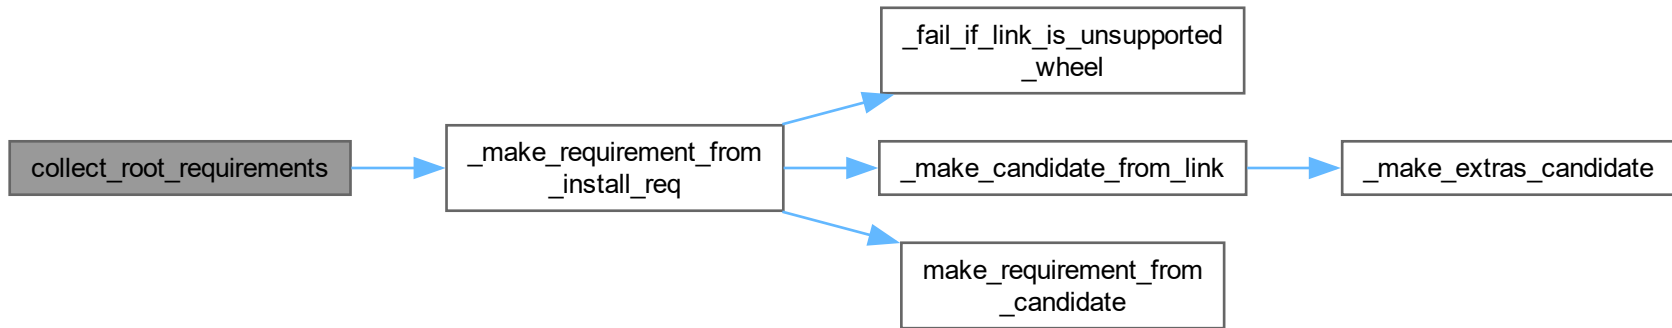 collect_root_requirements
_make_requirement_from
_install_req
_fail_if_link_is_unsupported
_wheel
_make_candidate_from_link
make_requirement_from
_candidate
_make_extras_candidate